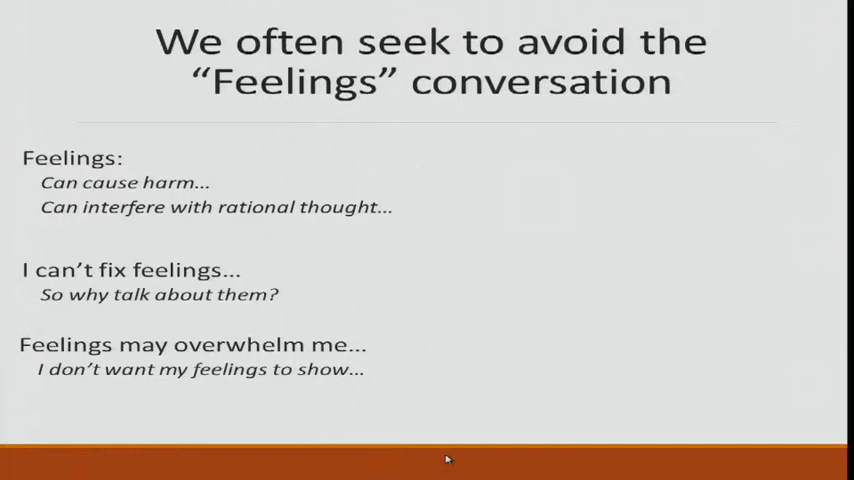 We often seek to avoid the
“Feelings” conversation
Feelings:
Can cause harm...
Can interfere with rational thought...
I can’t fix feelings...
So why talk about them?
Feelings may overwhelm me...
I don’t want my feelings to show...